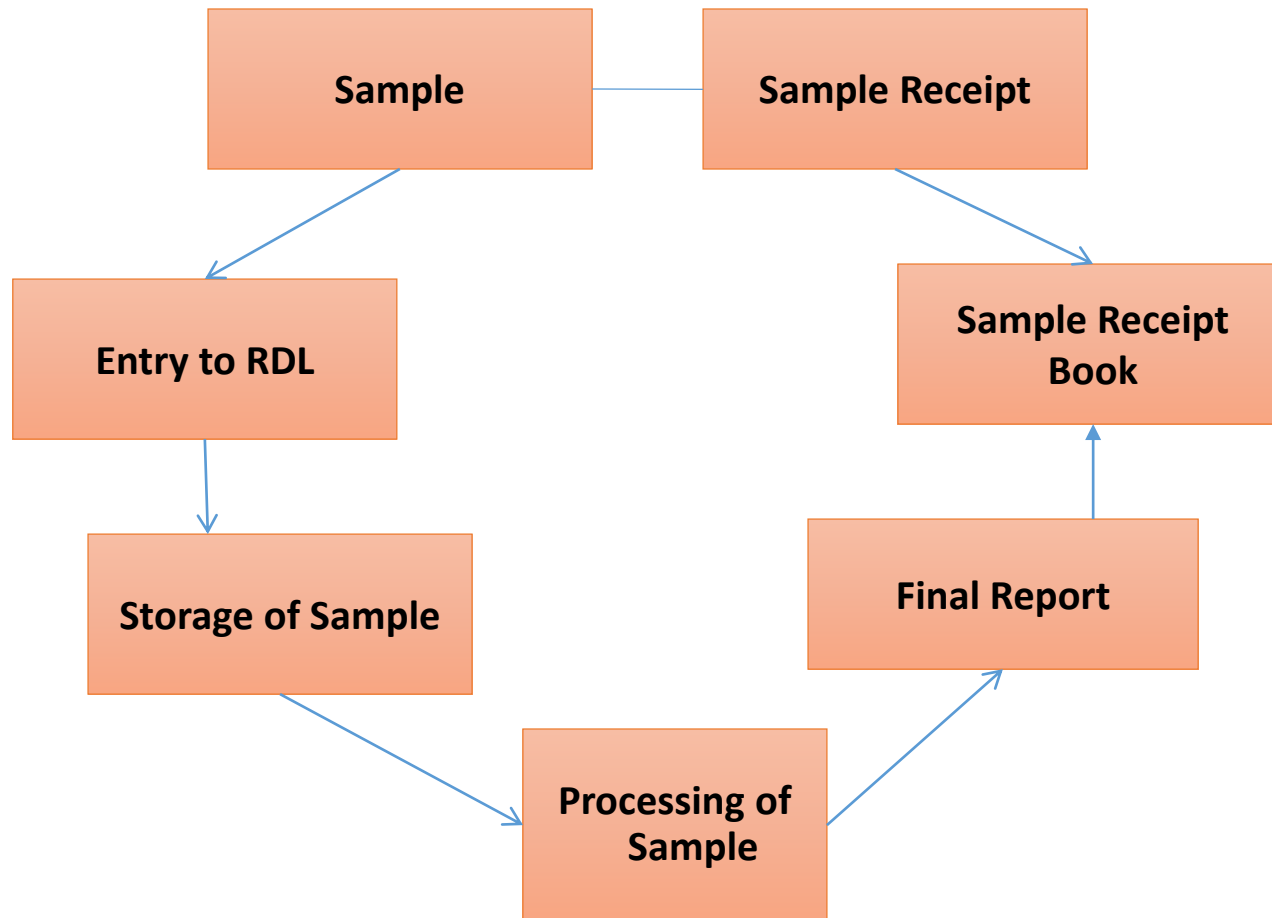 Sample
Sample Receipt
Entry to RDL
Sample Receipt
Book
Storage of Sample
Final Report
Processing of
Sample